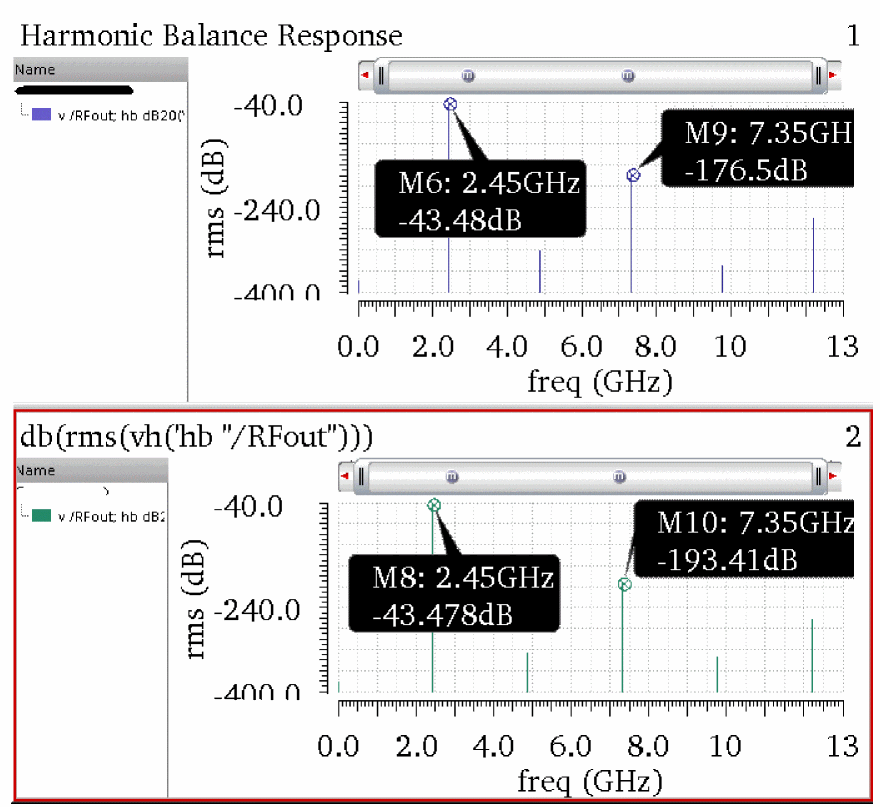 Harmonic Balance Response
1
Name
v /RFout; hb dB20(V
-40.0
-240.0
-400.0
rms (dB)
M6: 2.45GHz
-43.48dB
M9: 7.35GH
-176.5dB
0.0 2.0 4.0 6.0 8.0 10 13
freq (GHz)
db(rms(vh('hb "/RFout")))
2
Name
v /RFout; hb dB2
-40.0
-240.0
-400.0
rms (dB)
M8: 2.45GHz
-43.478dB
M10: 7.35GHz
-193.41dB
0.0 2.0 4.0 6.0 8.0 10 13
freq (GHz)